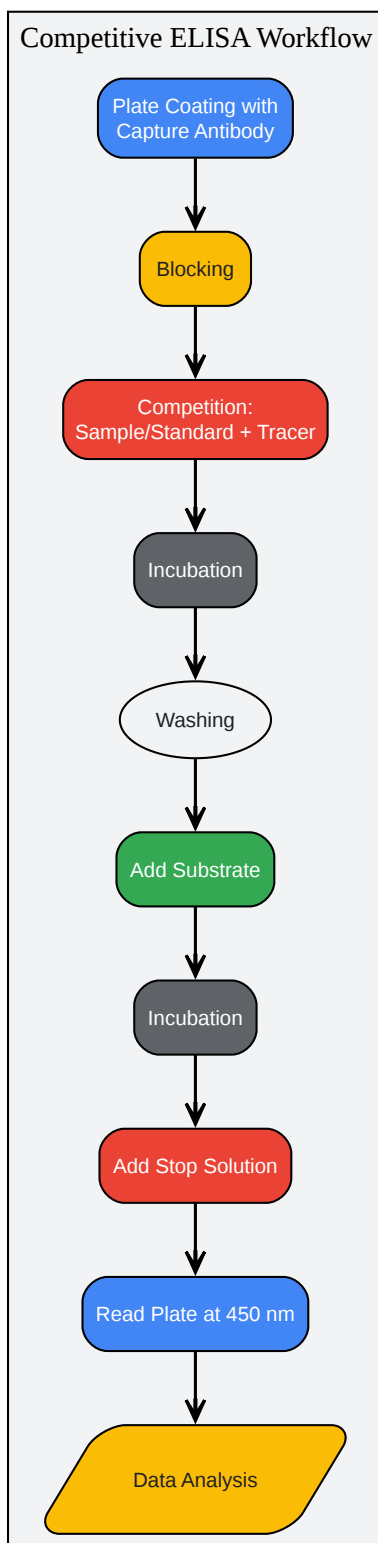 Competitive ELISA Workflow
Plate Coating with
Capture Antibody
Blocking
Competition:
Sample/Standard + Tracer
Incubation
Washing
Add Substrate
Incubation
Add Stop Solution
Read Plate at 450 nm
Data Analysis